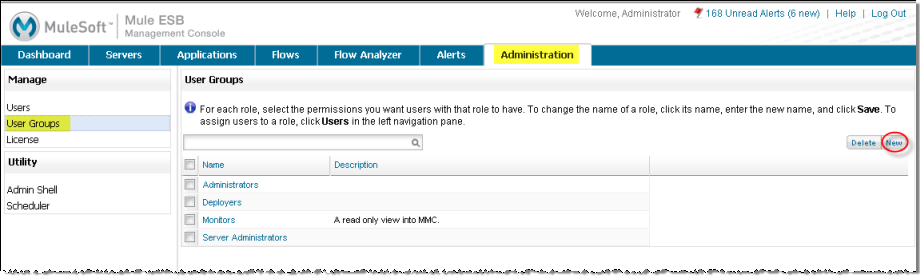 MuleSoft™
Mule ESB
Management Console
Welcome, Administrator 168 Unread Alerts (6 new) | Help | Log Out
Dashboard Servers Applications Flows Flow Analyzer Alerts Administration
Manage
Users
User Groups
License
Utility
Admin Shell
Scheduler
User Groups
For each role, select the permissions you want users with that role to have. To change the name of a role, click its name, enter the new name, and click Save. To
assign users to a role, click Users in the left navigation pane.
Delete New
Name Description
Administrators
Deployers
Monitors A read only view into MMC.
Server Administrators